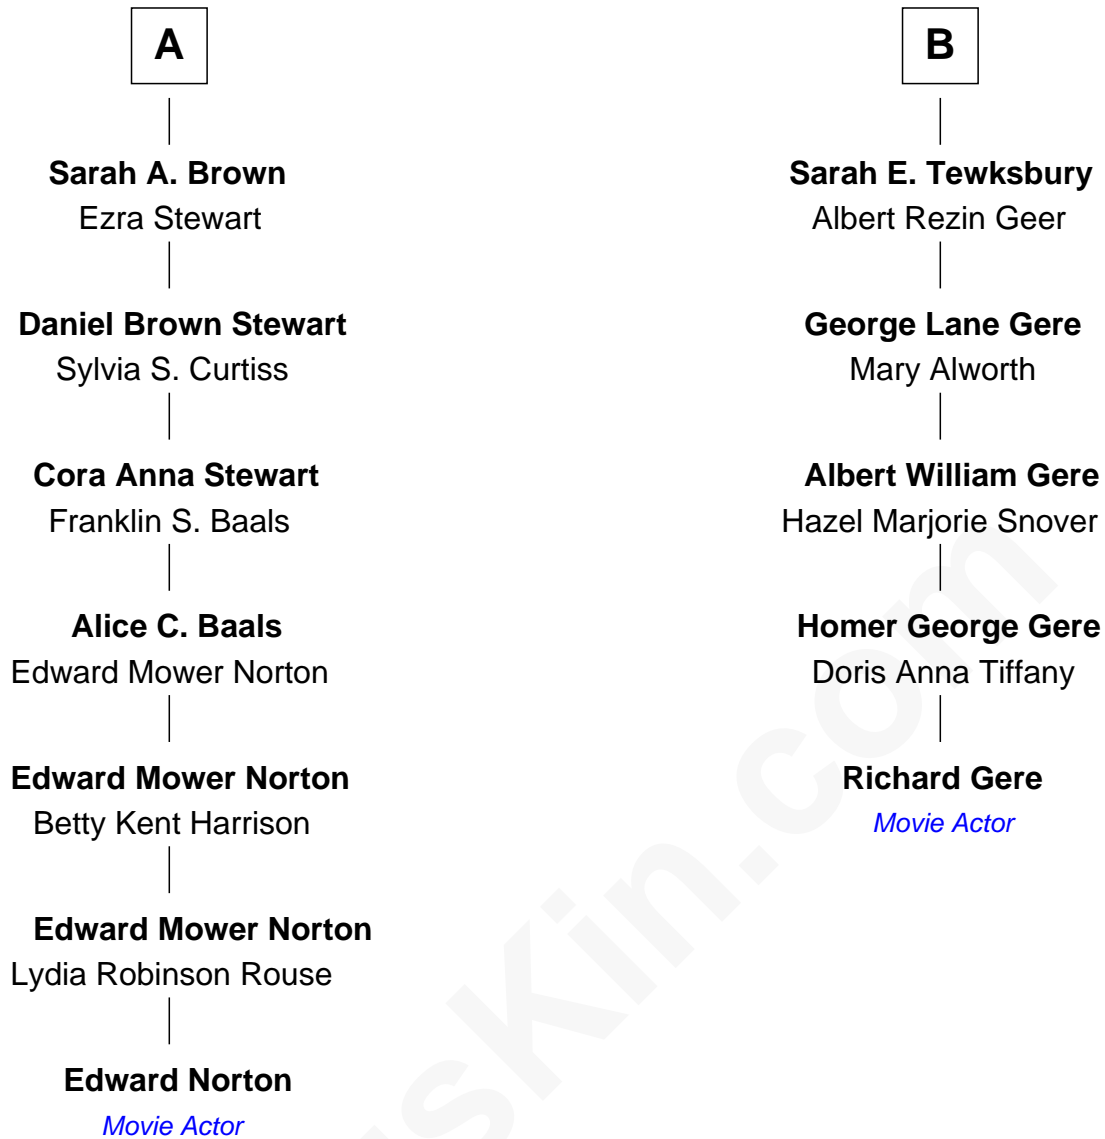 A
Sarah A. Brown
Ezra Stewart
Daniel Brown Stewart
Sylvia S. Curtiss
Cora Anna Stewart
Franklin S. Baals
Alice C. Baals
Edward Mower Norton
Edward Mower Norton
Betty Kent Harrison
Edward Mower Norton
Lydia Robinson Rouse
Edward Norton
Movie Actor
B
Sarah E. Tewksbury
Albert Rezin Geer
George Lane Gere
Mary Alworth
Albert William Gere
Hazel Marjorie Snover
Homer George Gere
Doris Anna Tiffany
Richard Gere
Movie Actor
sKin.com